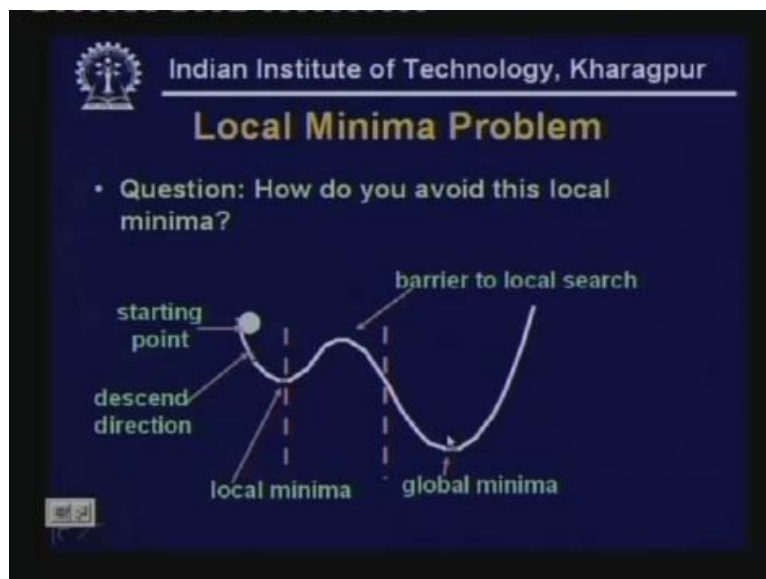 Indian Institute of Technology, Kharagpur
Local Minima Problem
• Question: How do you avoid this local
minima?
barrier to local search
starting
point
descend
direction
local minima
global minima